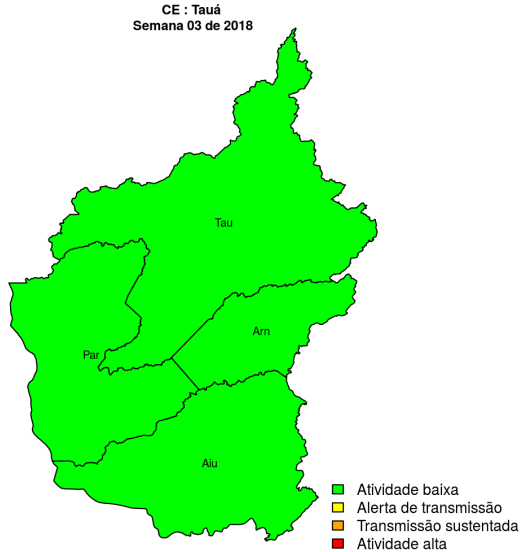 CE : Tauá
Semana 03 de 2018
Tau
Arn
Par
Aiu
Atividade baixa
Alerta de transmissão
Transmissão sustentada
Atividade alta